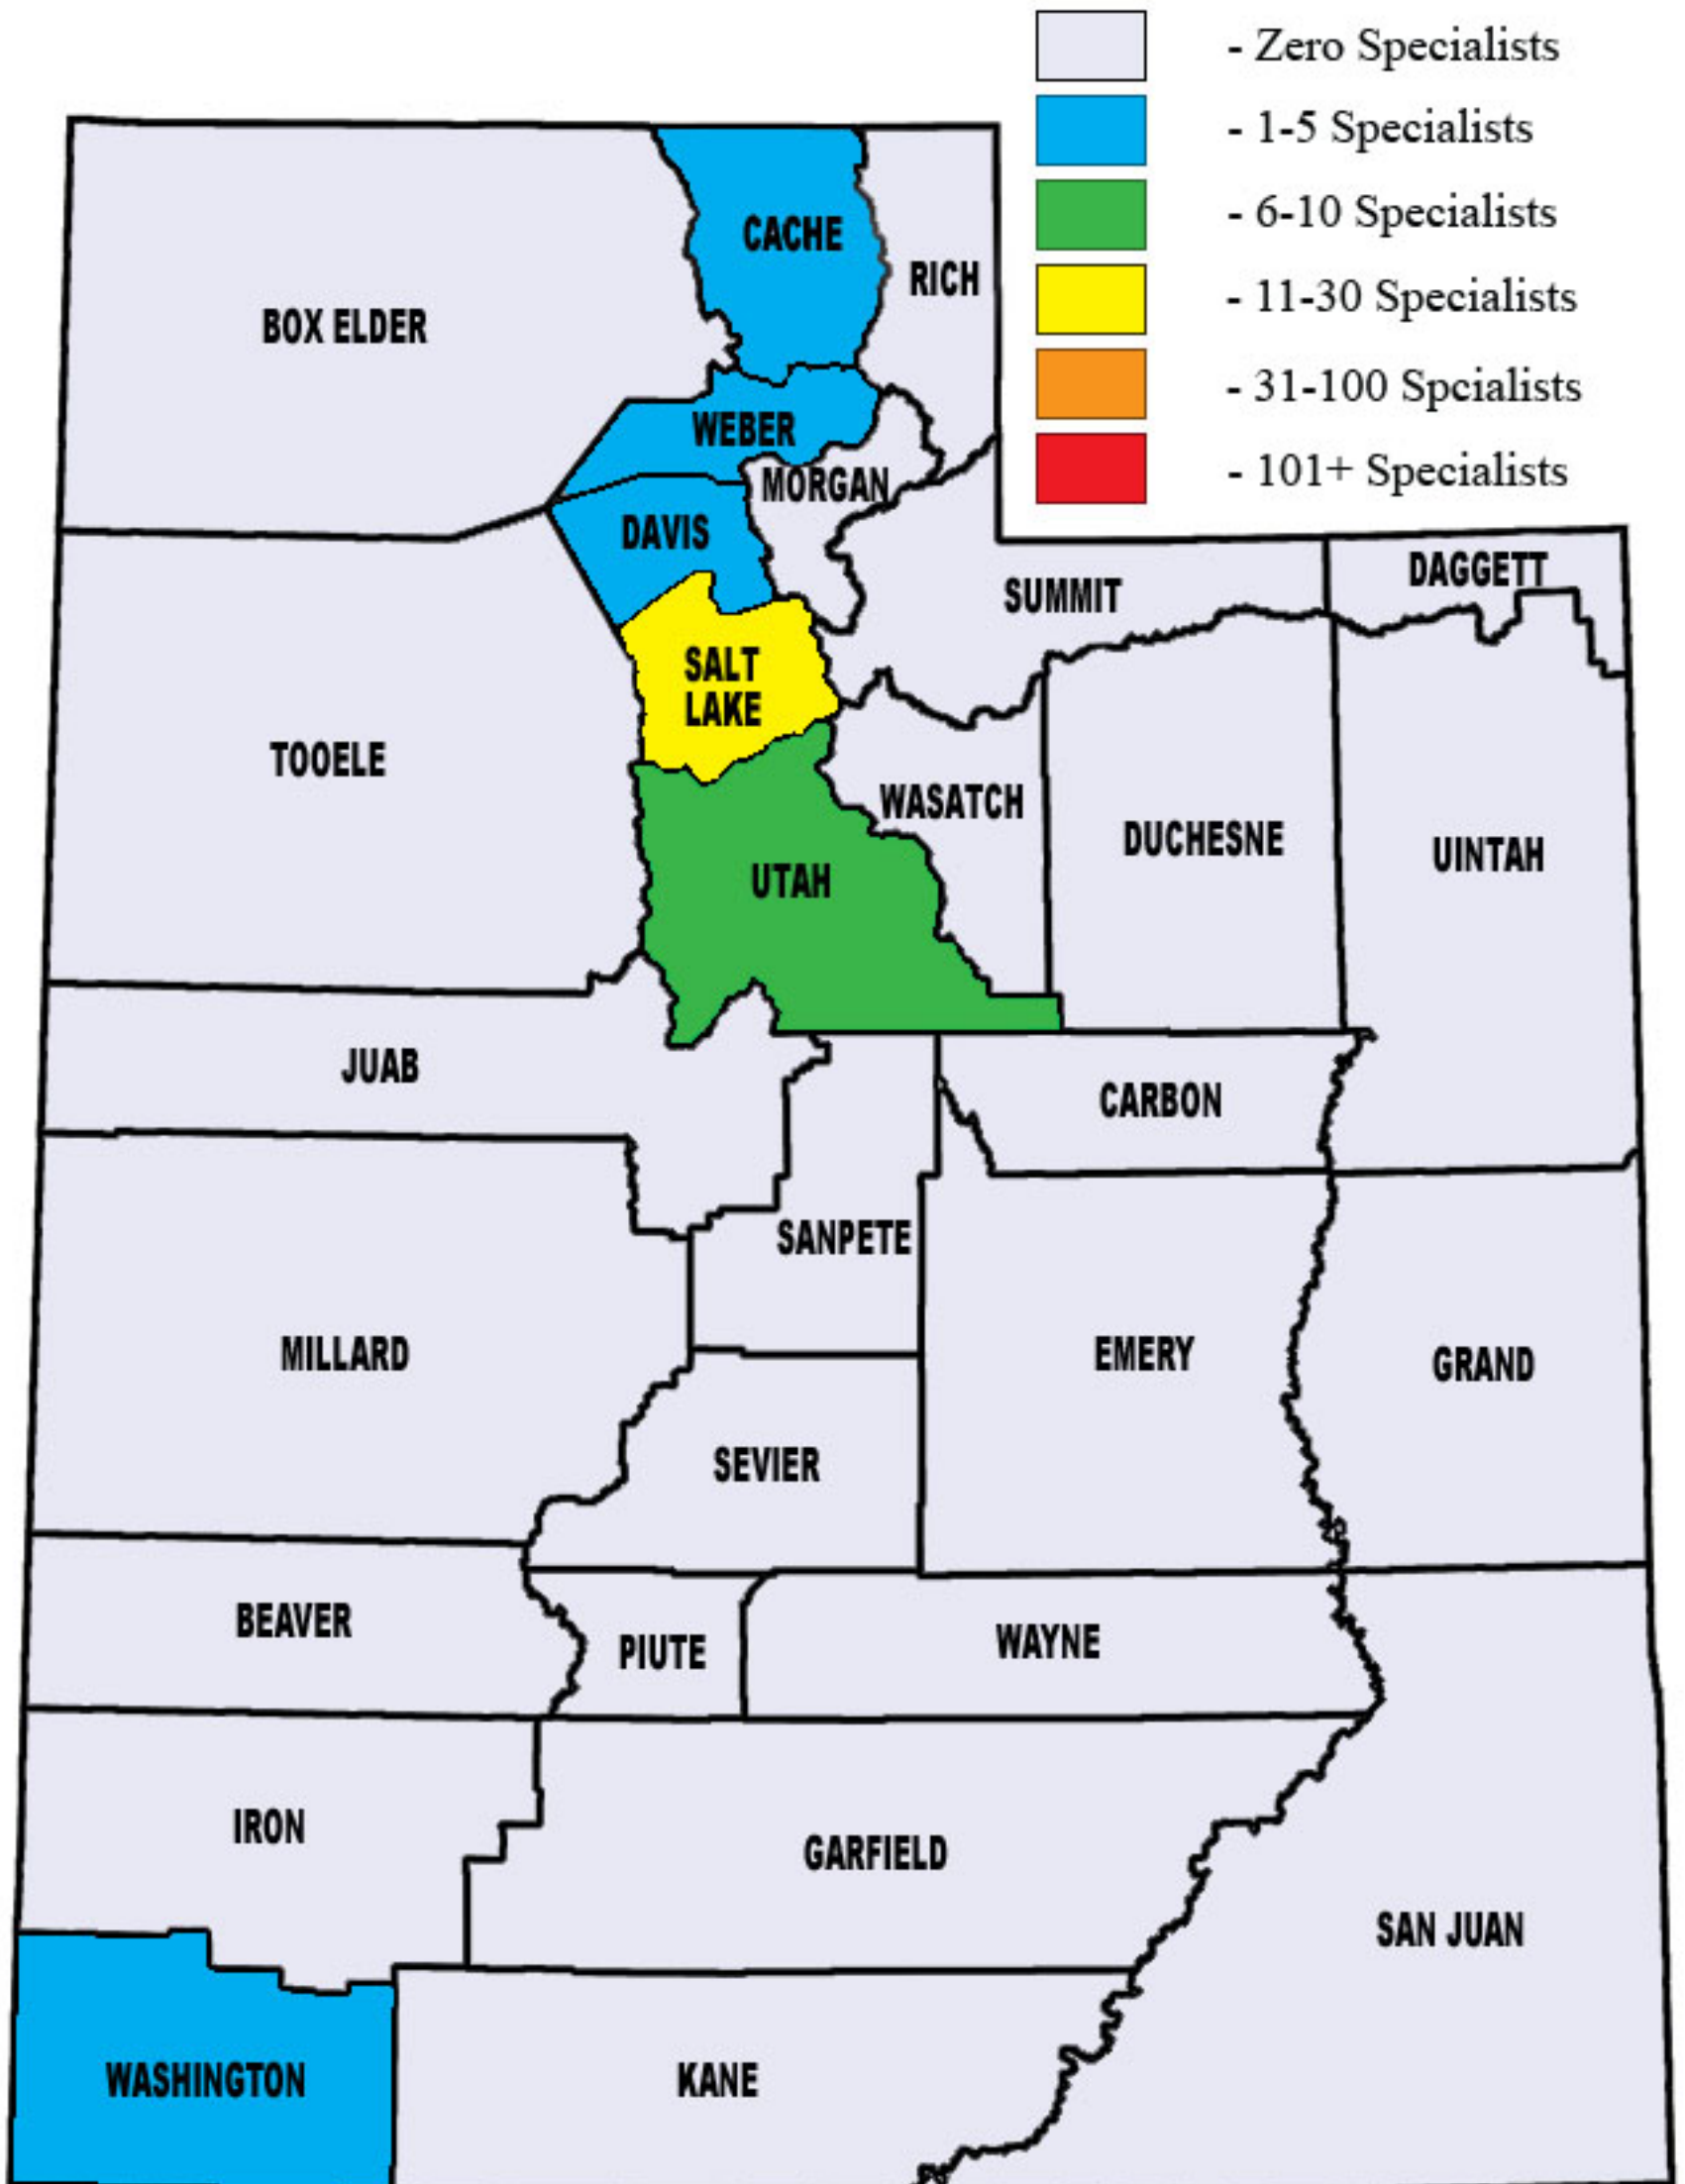 - Zero Specialists
- 1-5 Specialists
- 6-10 Specialists
- 11-30 Specialists
- 31-100 Spcialists
- 101+ Specialists
CACHE
RICH
BOX ELDER
WEBER
MORGAN
DAVIS
DAGGETT
SUMMIT
SALT
LAKE
TOOELE
WASATCH
DUCHESNE
UINTAH
UTAH
JUAB
CARBON
SANPETE
MILLARD
EMERY
GRAND
SEVIER
BEAVER
PIUTE
WAYNE
IRON
GARFIELD
SAN JUAN
WASHINGTON
KANE